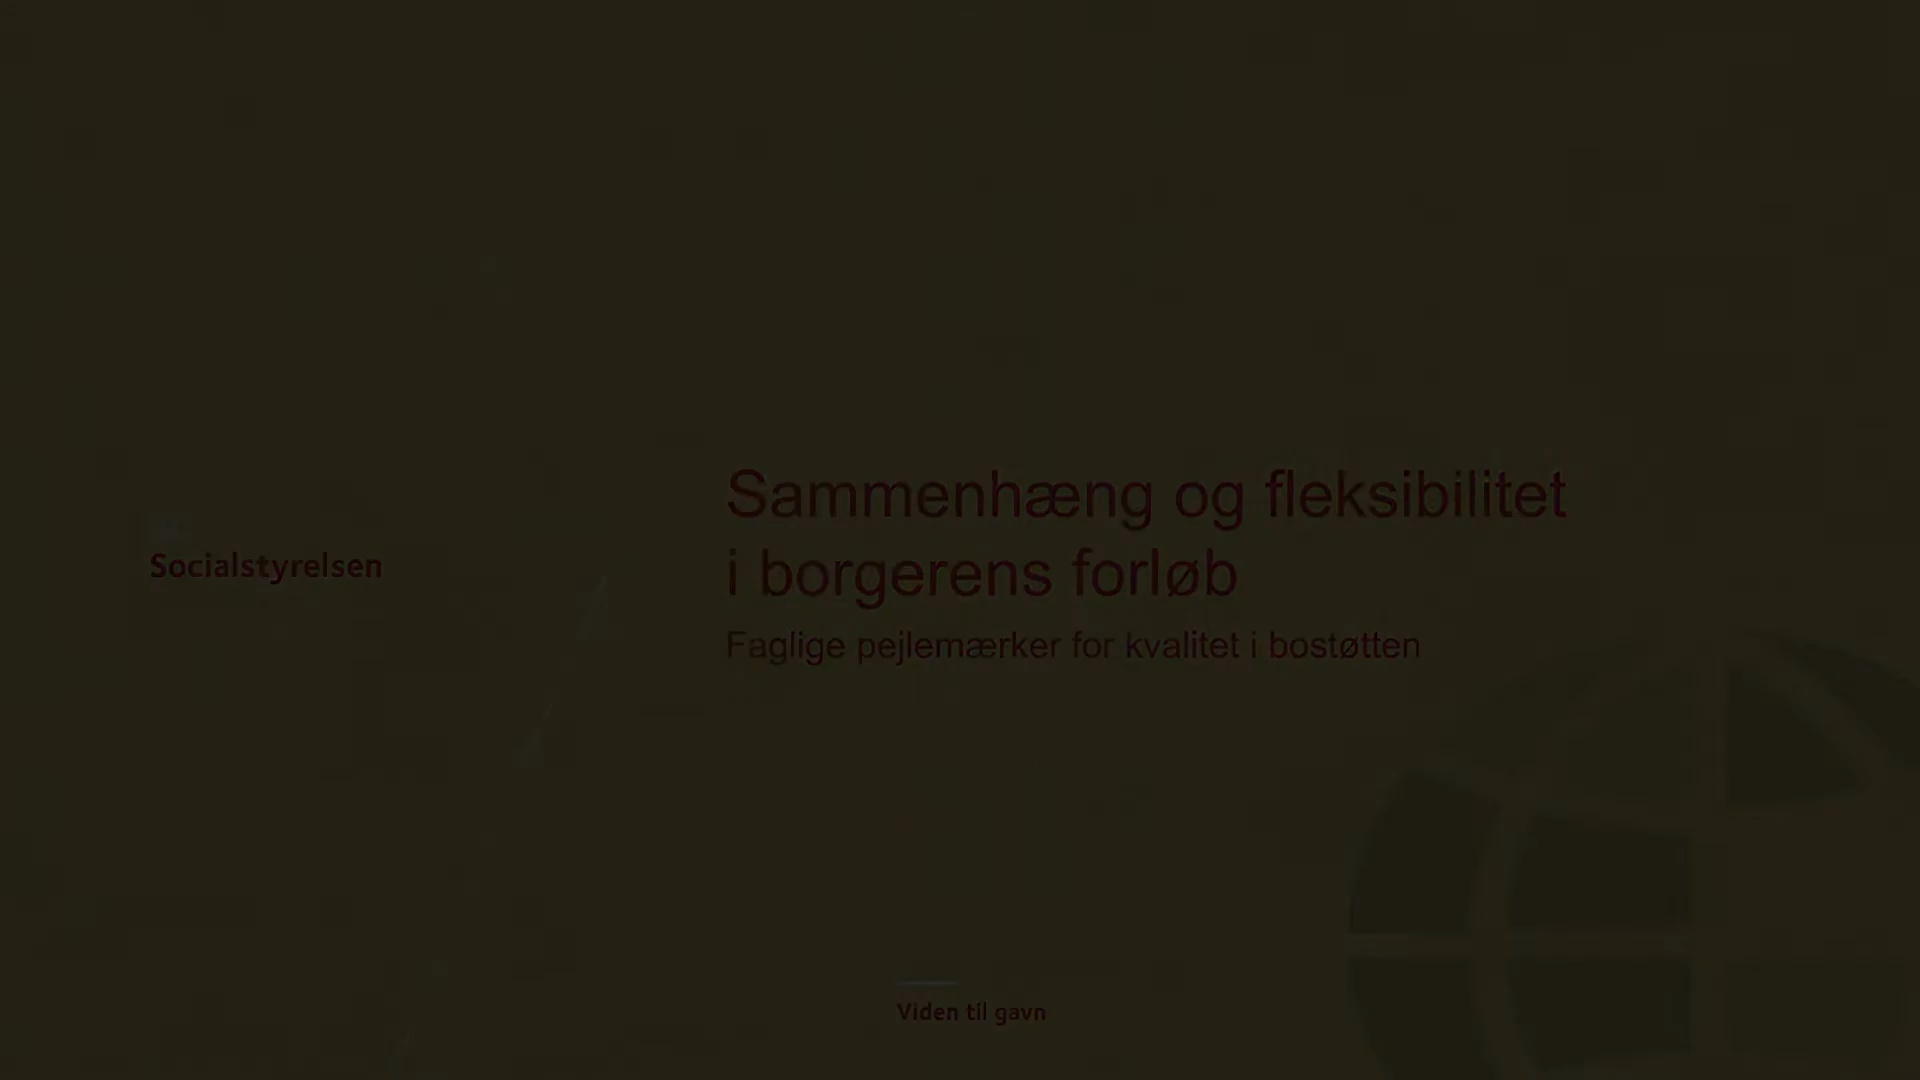 Socialstyrelsen
Sammenhæng og fleksibilitet
i borgerens forløb
Faglige pejlemærker for kvalitet i bostøtten
Viden til gavn